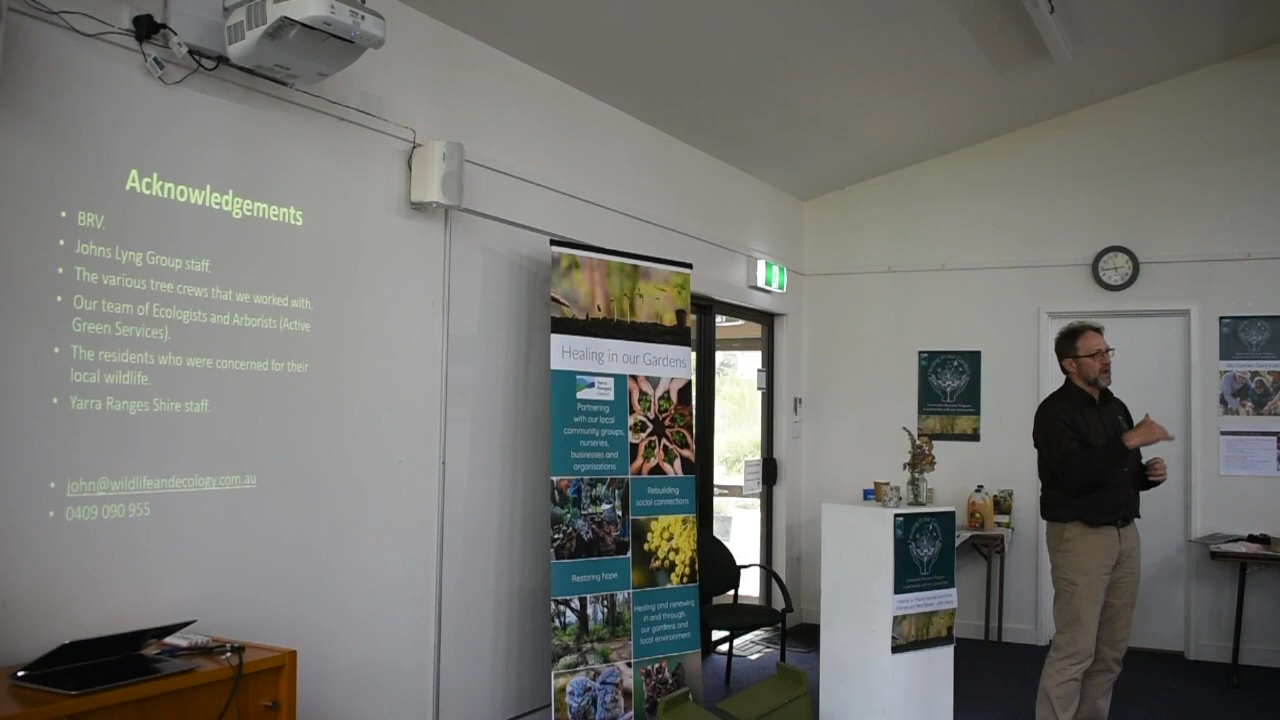 Acknowledgements
• BRV.
• Johns Lyng Group staff.
• The various tree crews that we worked with.
• Our team of Ecologists and Arborists (Active
Green Services).
• The residents who were concerned for their
local wildlife.
• Yarra Ranges Shire staff.
• john@wildlifeandecology.com.au
• 0409 090 955
Healing in our Gardens
Yarra
Ranges
Partnering
with our local
community groups,
nurseries,
businesses and
organisations
Rebuilding
social connections
Restoring hope
Healing and renewing
in and through
our gardens and
local environment